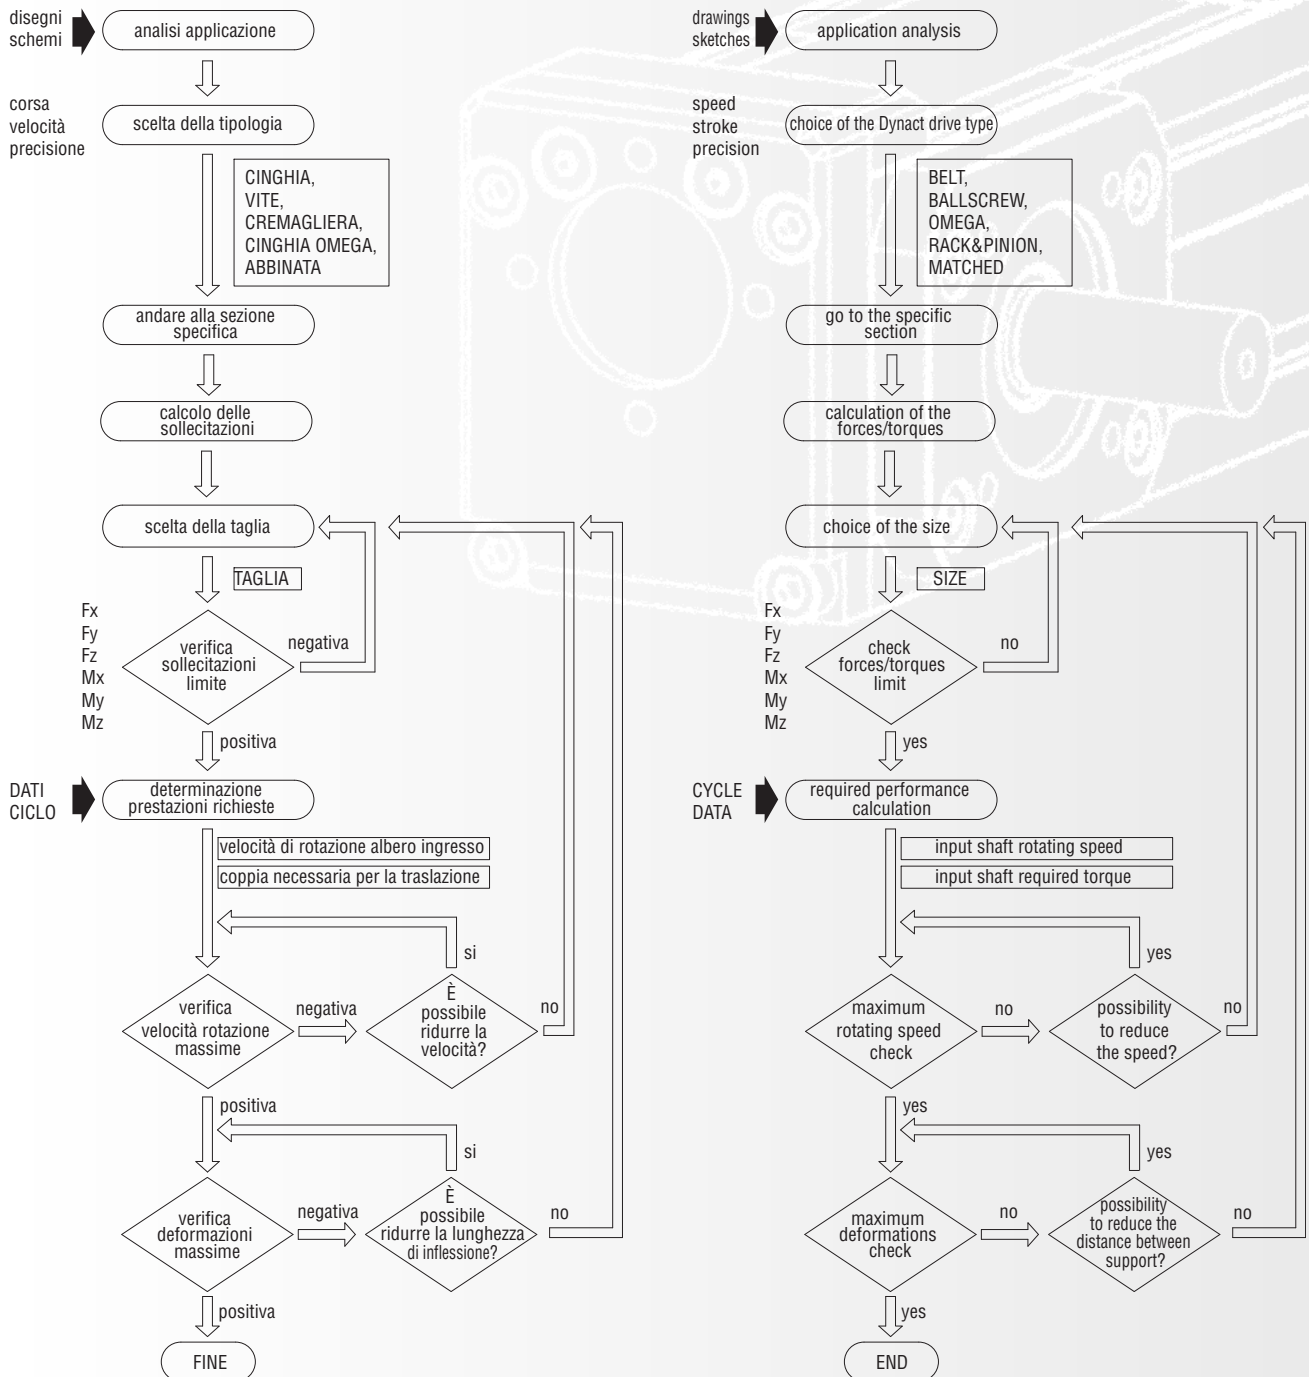 disegni
schemi
analisi applicazione
corsa
velocità
precisione
scelta della tipologia
CINGHIA,
VITE,
CREMAGLIERA,
CINGHIA OMEGA,
ABBINATA
andare alla sezione
specifica
calcolo delle
sollecitazioni
scelta della taglia
TAGLIA
Fx
Fy
Fz
Mx
My
Mz
verifica
sollecitazioni
limite
negativa
positiva
DATI
CICLO
determinazione
prestazioni richieste
velocità di rotazione albero ingresso
coppia necessaria per la traslazione
si
verifica
velocità rotazione
massime
negativa
È
possibile
ridurre la
velocità?
no
positiva
si
verifica
deformazioni
massime
negativa
È
possibile
ridurre la lunghezza
di inflessione?
no
positiva
FINE
drawings
sketches
application analysis
speed
stroke
precision
choice of the Dynact drive type
BELT,
BALLSCREW,
OMEGA,
RACK&PINION,
MATCHED
go to the specific
section
calculation of the
forces/torques
choice of the size
SIZE
Fx
Fy
Fz
Mx
My
Mz
check
forces/torques
limit
no
yes
CYCLE
DATA
required performance
calculation
input shaft rotating speed
input shaft required torque
yes
maximum
rotating speed
check
no
possibility
to reduce
the speed?
no
yes
yes
maximum
deformations
check
no
possibility
to reduce the
distance between
support?
no
yes
END